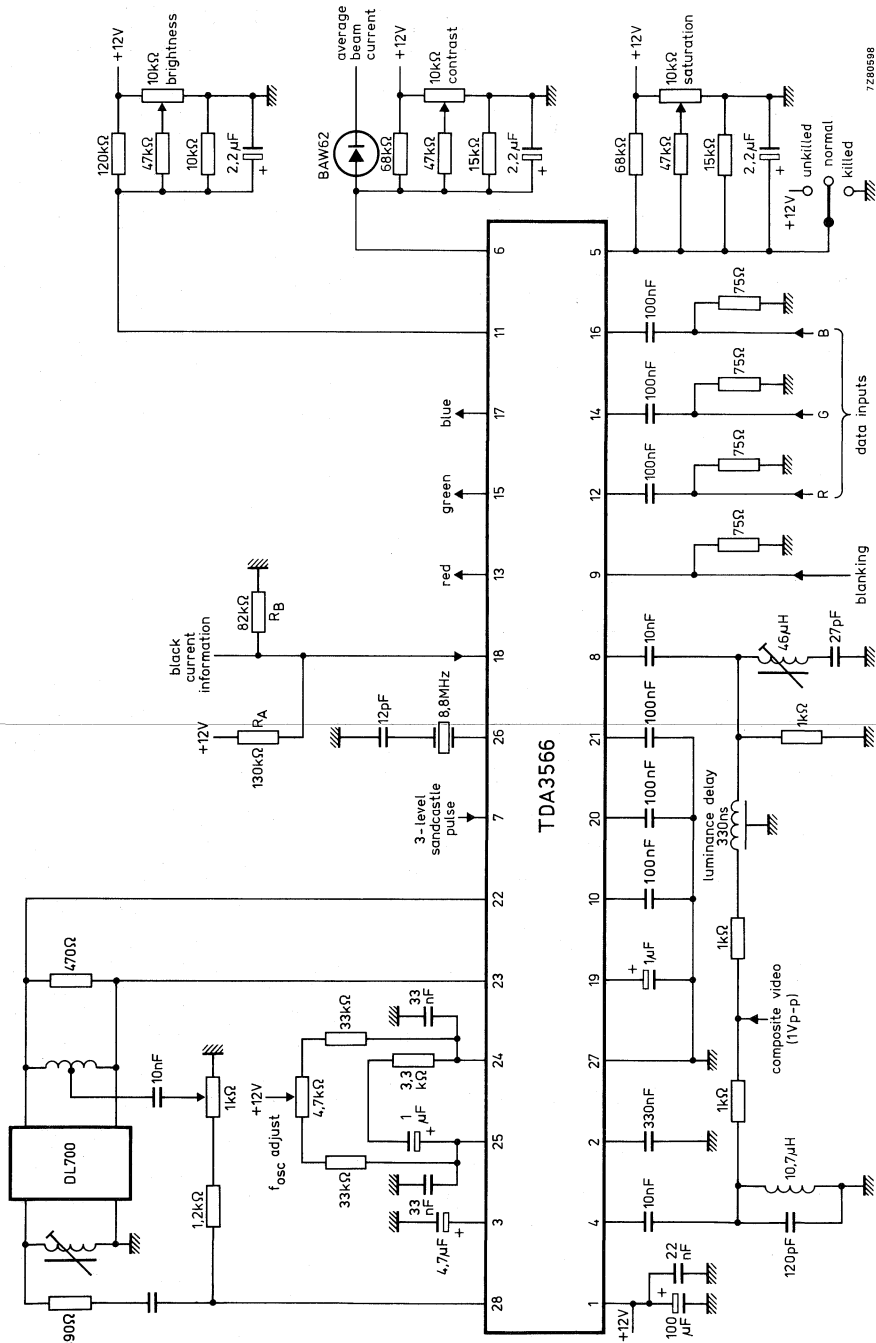 +12V
10kΩ
brightness
120kΩ
47kΩ
10kΩ
2,2μF
+
average
beam
current
BAW62
+12V
10kΩ
contrast
68kΩ
47kΩ
15kΩ
2,2μF
+
+12V
10kΩ
saturation
68kΩ
47kΩ
15kΩ
2,2μF
+
+12V
unkilled
normal
killed
7Z80598
DL700
470Ω
10nF
1kΩ
1,2kΩ
90Ω
fosc adjust
+12V
4,7kΩ
33kΩ
33kΩ
33
nF
3,3
kΩ
1
μF
+
33
nF
4,7μF
+
3-level
sandcastle
pulse
+12V
RA
130kΩ
12pF
8,8MHz
black
current
information
82kΩ
RB
red
green
blue
28
3
25
24
23
22
7
26
18
13
15
17
11
6
TDA3566
1
4
2
27
19
10
20
21
8
9
12
14
16
5
+12V
100
μF
+
22
nF
10nF
120pF
10,7μH
330nF
1kΩ
composite video
(1Vp-p)
1kΩ
+
1μF
100nF
100nF
100nF
luminance delay
330ns
1kΩ
10nF
46μH
27pF
75Ω
blanking
100nF
75Ω
R
100nF
75Ω
G
100nF
75Ω
B
data inputs